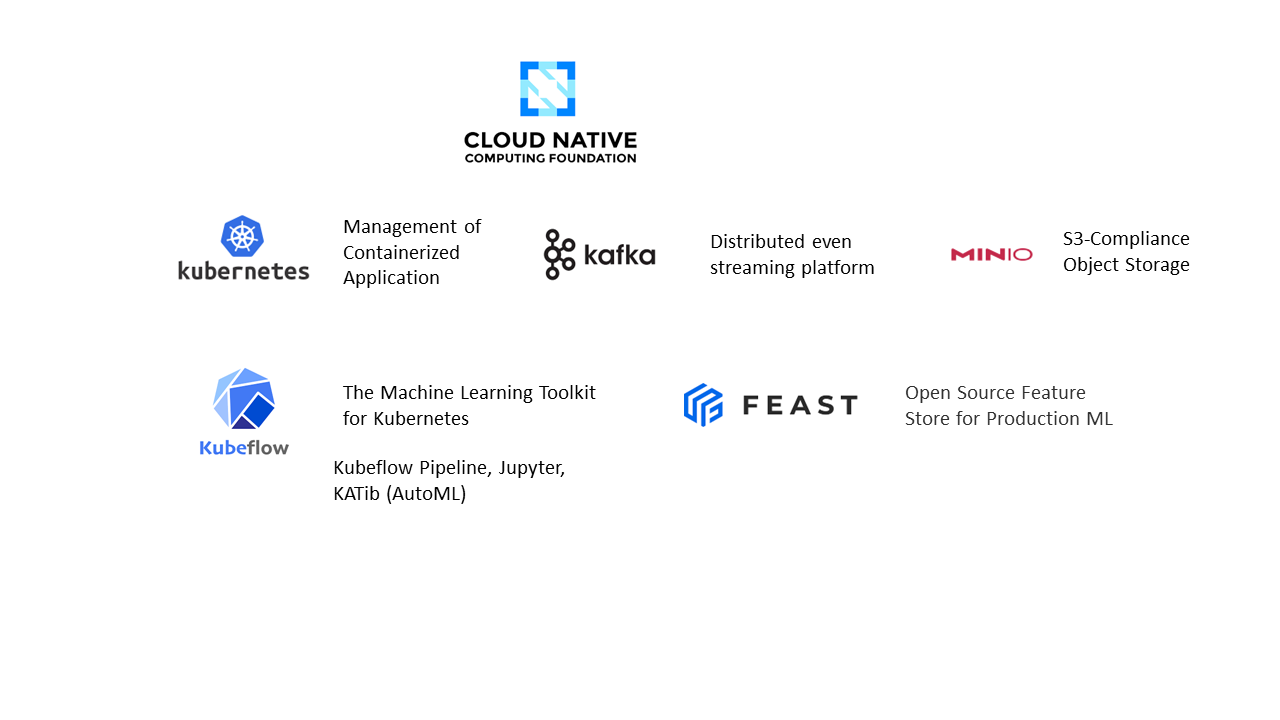 CLOUD NATIVE
COMPUTING FOUNDATION
kubernetes
Management of
Containerized
Application
kafka
Distributed even
streaming platform
MINIO
S3-Compliance
Object Storage
Kubeflow
The Machine Learning Toolkit
for Kubernetes
Kubeflow Pipeline, Jupyter,
KATib (AutoML)
FEAST
Open Source Feature
Store for Production ML